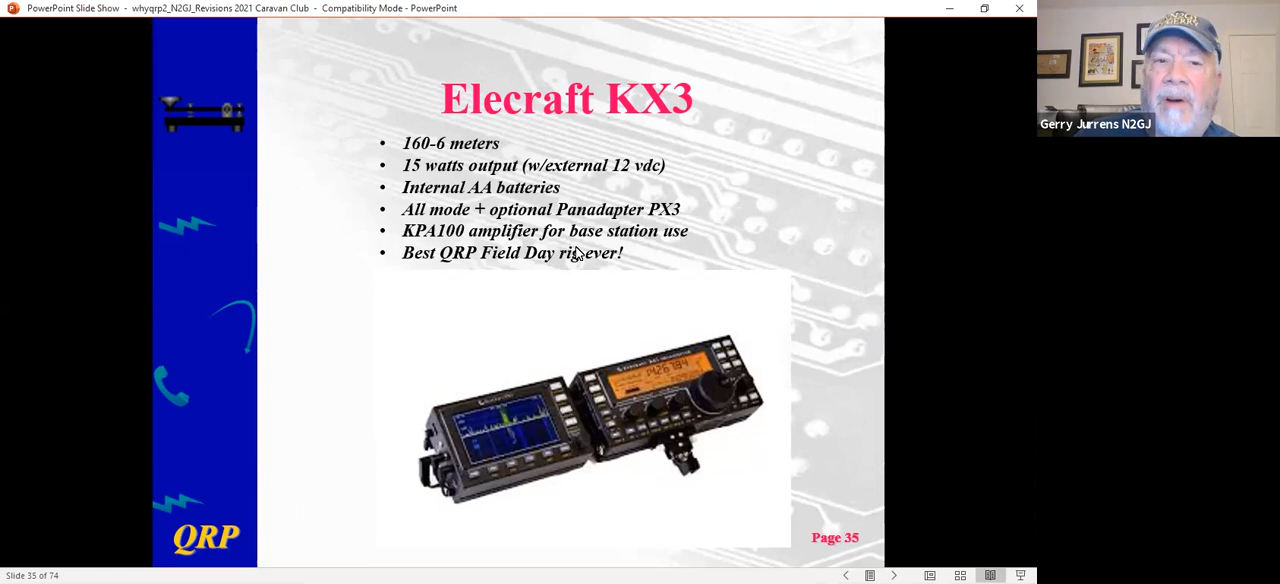 PowerPoint Slide Show - whyqrp2_N2GJ_Revisions 2021 Caravan Club - Compatibility Mode - PowerPoint
Elecraft KX3
• 160-6 meters
• 15 watts output (w/external 12 vdc)
• Internal AA batteries
• All mode + optional Panadapter PX3
• KPA100 amplifier for base station use
• Best QRP Field Day rig ever!
QRP
Page 35
Gerry Jurrens N2GJ
Slide 35 of 74